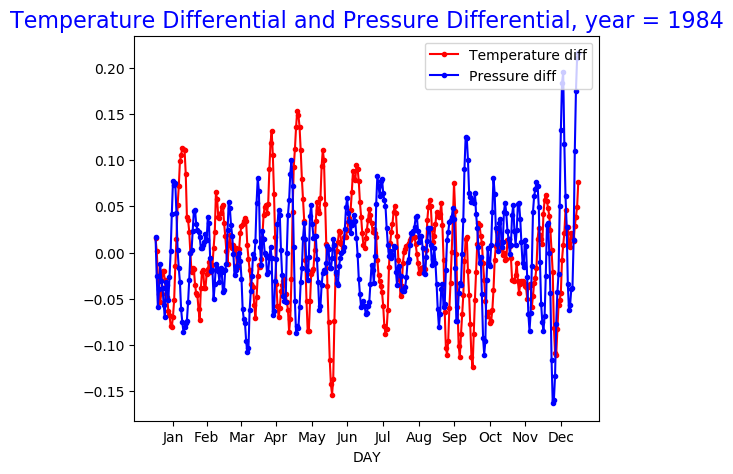 Temperature Differential and Pressure Differential, year = 1984
Temperature diff
Pressure diff
0.20
0.15
0.10
0.05
0.00
−0.05
−0.10
−0.15
Jan Feb Mar Apr May Jun Jul Aug Sep Oct Nov Dec
DAY